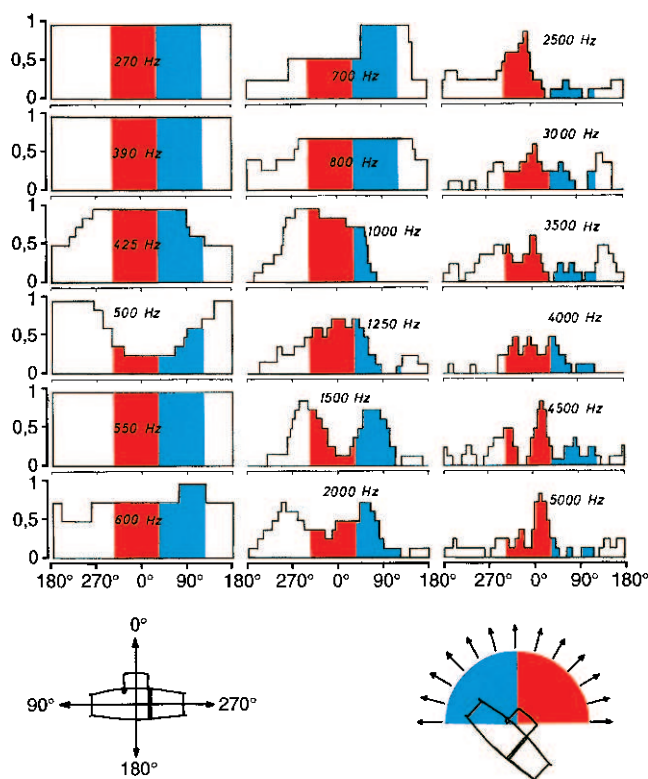 1
0,5
0
270 Hz
700 Hz
2500 Hz
1
0,5
0
390 Hz
800 Hz
3000 Hz
1
0,5
0
425 Hz
1000 Hz
3500 Hz
1
0,5
0
500 Hz
1250 Hz
4000 Hz
1
0,5
0
550 Hz
1500 Hz
4500 Hz
1
0,5
0
600 Hz
2000 Hz
5000 Hz
180° 270° 0° 90° 180°
270° 0° 90° 180°
270° 0° 90° 180°
0°
90° 270°
180°